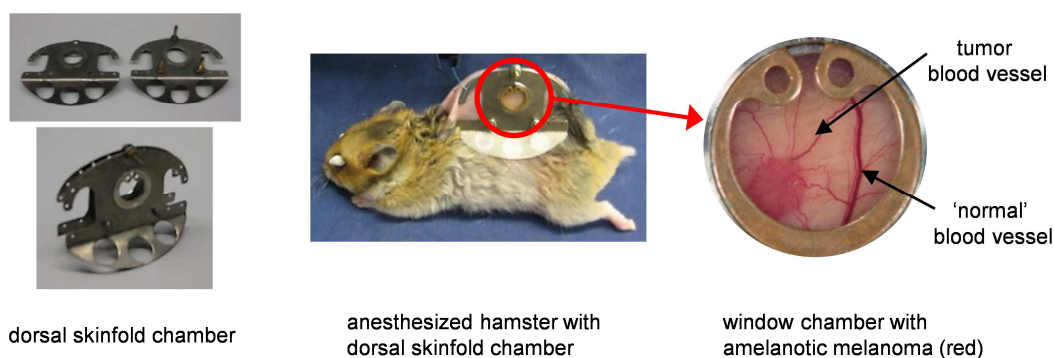 tumor
blood vessel
'normal'
blood vessel
dorsal skinfold chamber
anesthesized hamster with
dorsal skinfold chamber
window chamber with
amelanotic melanoma (red)